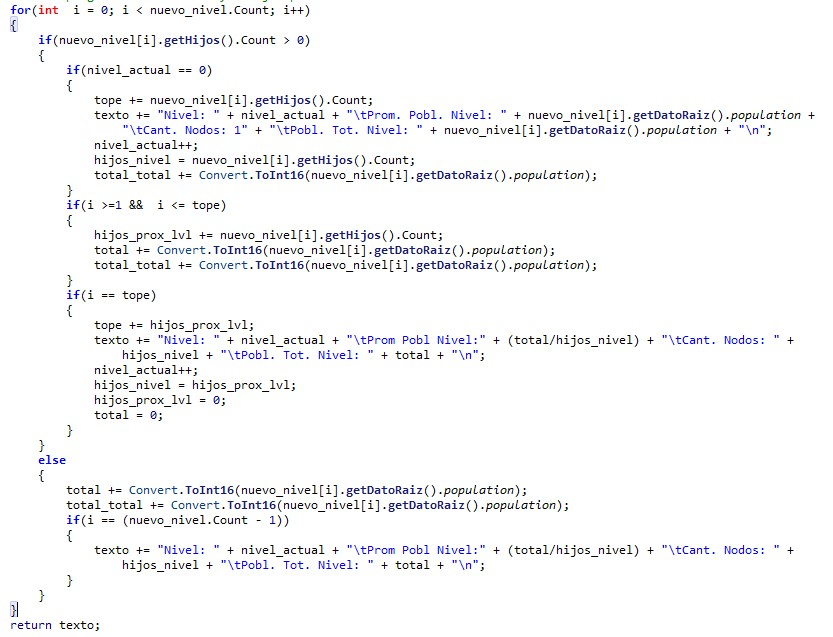 for(int  i = 0; i < nuevo_nivel.Count; i++)
{
    if(nuevo_nivel[i].getHijos().Count > 0)
    {
        if(nivel_actual == 0)
        {
            tope += nuevo_nivel[i].getHijos().Count;
            texto += "Nivel: " + nivel_actual + "\tProm. Pobl. Nivel: " + nuevo_nivel[i].getDatoRaiz().population +
                "\tCant. Nodos: 1" + "\tPobl. Tot. Nivel: " + nuevo_nivel[i].getDatoRaiz().population + "\n";
            nivel_actual++;
            hijos_nivel = nuevo_nivel[i].getHijos().Count;
            total_total += Convert.ToInt16(nuevo_nivel[i].getDatoRaiz().population);
        }
        if(i >=1 &&  i <= tope)
        {
            hijos_prox_lvl += nuevo_nivel[i].getHijos().Count;
            total += Convert.ToInt16(nuevo_nivel[i].getDatoRaiz().population);
            total_total += Convert.ToInt16(nuevo_nivel[i].getDatoRaiz().population);
        }
        if(i == tope)
        {
            tope += hijos_prox_lvl;
            texto += "Nivel: " + nivel_actual + "\tProm Pobl Nivel:" + (total/hijos_nivel) + "\tCant. Nodos: " +
                hijos_nivel + "\tPobl. Tot. Nivel: " + total + "\n";
            nivel_actual++;
            hijos_nivel = hijos_prox_lvl;
            hijos_prox_lvl = 0;
            total = 0;
        }
    }
    else
    {
        total += Convert.ToInt16(nuevo_nivel[i].getDatoRaiz().population);
        total_total += Convert.ToInt16(nuevo_nivel[i].getDatoRaiz().population);
        if(i == (nuevo_nivel.Count - 1))
        {
            texto += "Nivel: " + nivel_actual + "\tProm Pobl Nivel:" + (total/hijos_nivel) + "\tCant. Nodos: " +
                hijos_nivel + "\tPobl. Tot. Nivel: " + total + "\n";
        }
    }
}
return texto;